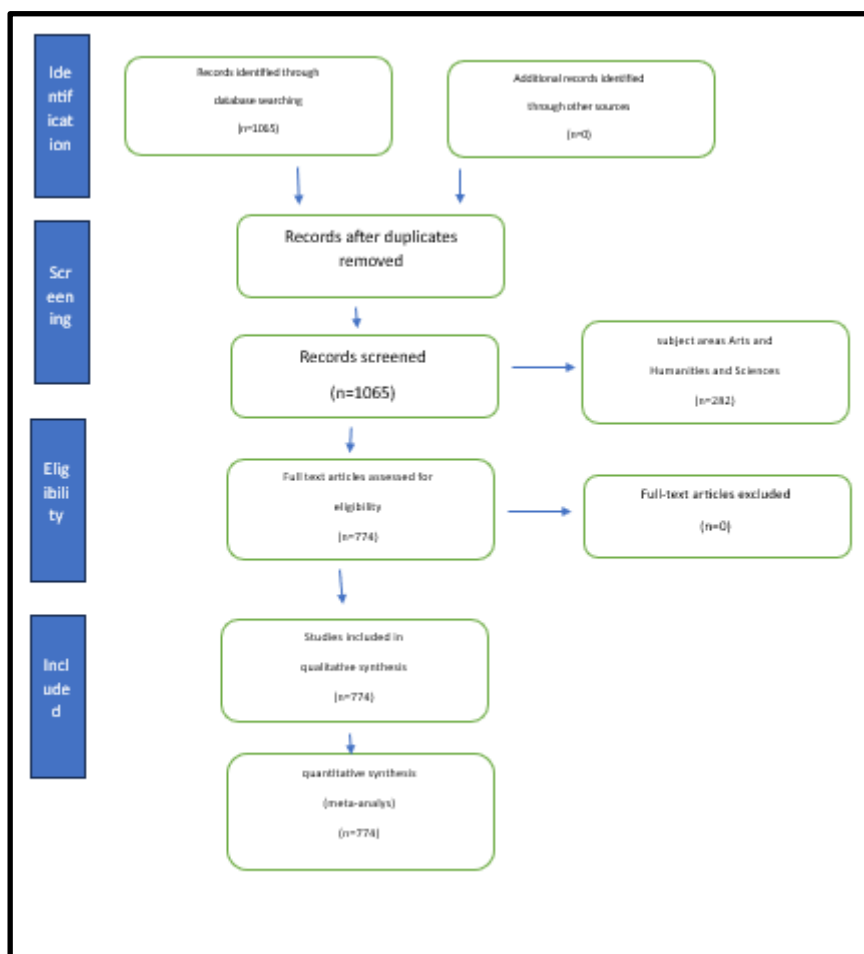 Ide
ntif
icat
ion
Records identified through
database searching
(n=1065)
Additional records identified
through other sources
(n=0)
Scr
een
ing
Records after duplicates
removed
Records screened
(n=1065)
subject areas Arts and
Humanities and Sciences
(n=282)
Elig
ibili
ty
Full text articles assessed for
eligibility
(n=774)
Full-text articles excluded
(n=0)
Incl
ude
d
Studies included in
qualitative synthesis
(n=774)
quantitative synthesis
(meta-analys)
(n=774)